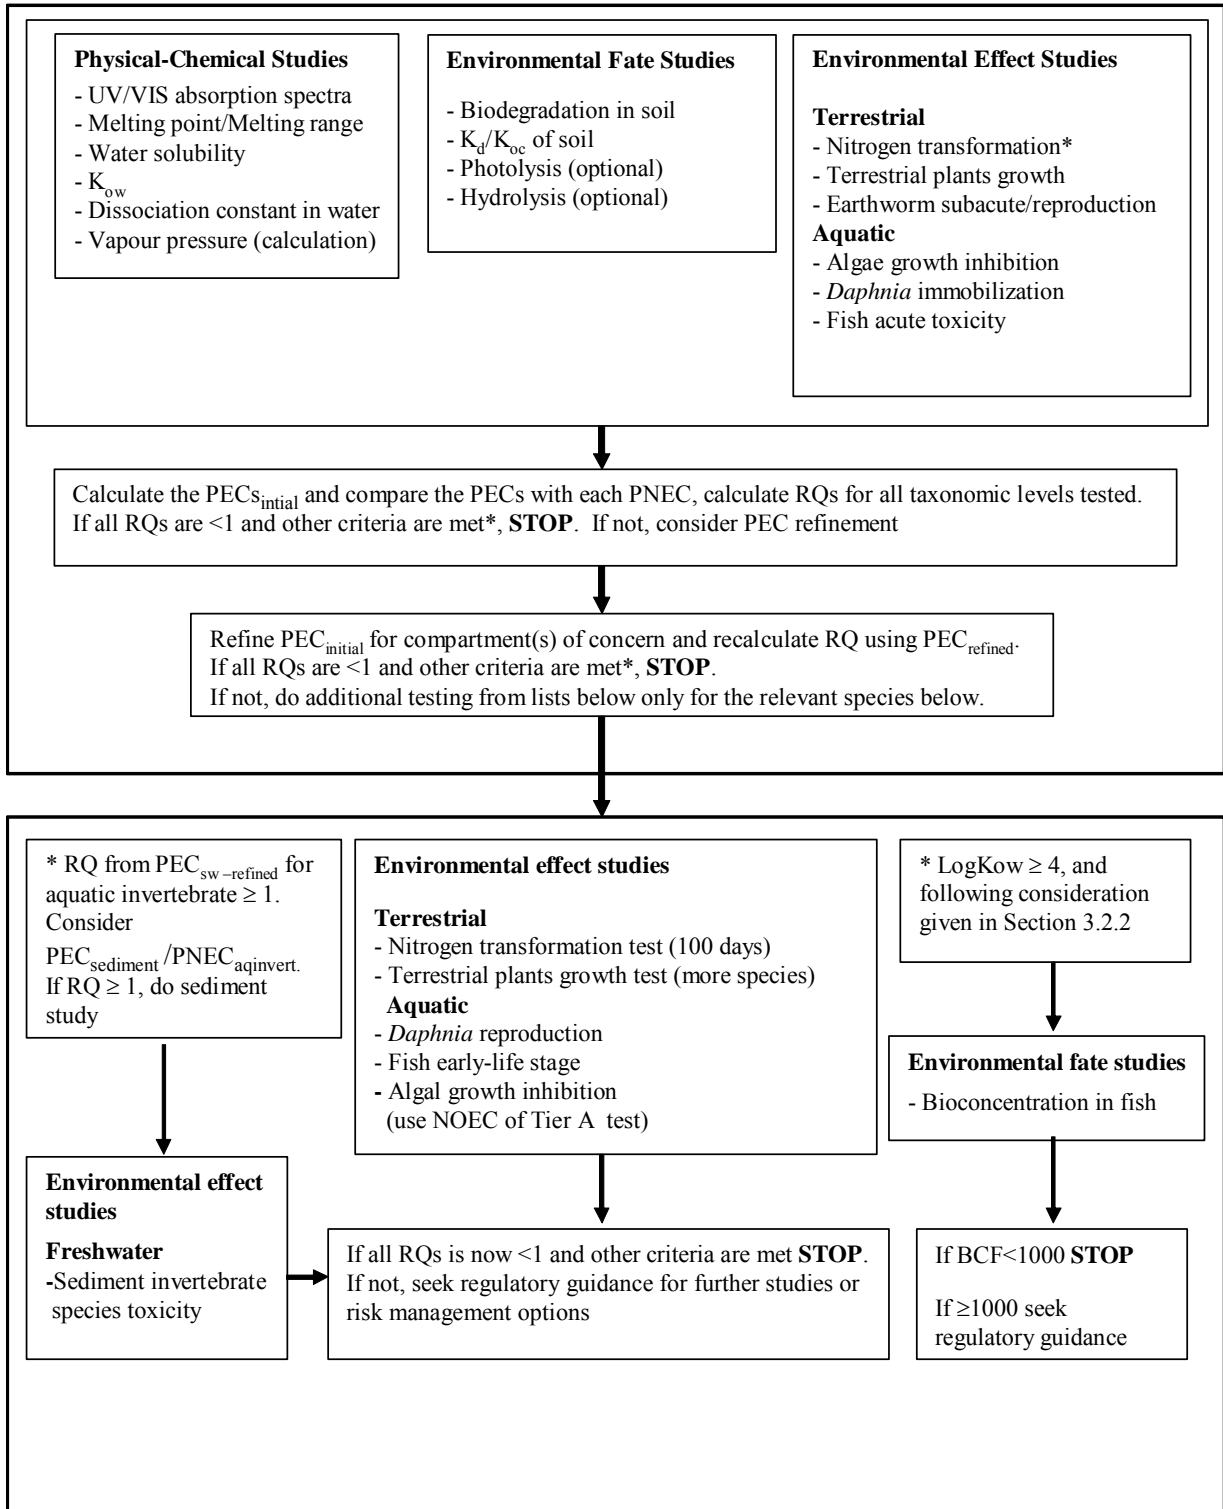 Physical-Chemical Studies
- UV/VIS absorption spectra
- Melting point/Melting range
- Water solubility
- Kow
- Dissociation constant in water
- Vapour pressure (calculation)
Environmental Fate Studies
- Biodegradation in soil
- Kd/Koc of soil
- Photolysis (optional)
- Hydrolysis (optional)
Environmental Effect Studies
Terrestrial
- Nitrogen transformation*
- Terrestrial plants growth
- Earthworm subacute/reproduction
Aquatic
- Algae growth inhibition
- Daphnia immobilization
- Fish acute toxicity
Calculate the PECsintial and compare the PECs with each PNEC, calculate RQs for all taxonomic levels tested.
If all RQs are <1 and other criteria are met*, STOP. If not, consider PEC refinement
Refine PECinitial for compartment(s) of concern and recalculate RQ using PECrefined.
If all RQs are <1 and other criteria are met*, STOP.
If not, do additional testing from lists below only for the relevant species below.
* RQ from PECsw-refined for
aquatic invertebrate ≥ 1.
Consider
PECsediment /PNECaqinvert.
If RQ ≥ 1, do sediment
study
Environmental effect studies
Terrestrial
- Nitrogen transformation test (100 days)
- Terrestrial plants growth test (more species)
Aquatic
- Daphnia reproduction
- Fish early-life stage
- Algal growth inhibition
(use NOEC of Tier A test)
* LogKow ≥ 4, and
following consideration
given in Section 3.2.2
Environmental fate studies
- Bioconcentration in fish
Environmental effect
studies
Freshwater
-Sediment invertebrate
species toxicity
If all RQs is now <1 and other criteria are met STOP.
If not, seek regulatory guidance for further studies or
risk management options
If BCF<1000 STOP
If ≥1000 seek
regulatory guidance